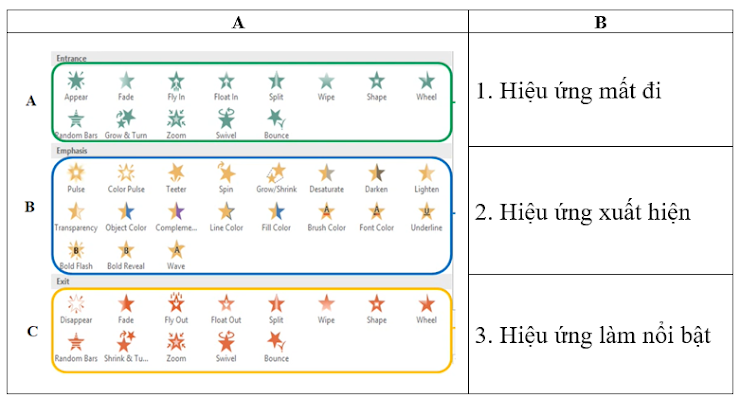 A B
Entrance
A
Appear Fade Fly In Float In Split Wipe Shape Wheel
Random Bars Grow & Turn Zoom Swivel Bounce
1. Hiệu ứng mất đi
Emphasis
B
Pulse Color Pulse Teeter Spin Grow/Shrink Desaturate Darken Lighten
Transparency Object Color Compleme... Line Color Fill Color Brush Color Font Color Underline
Bold Flash Bold Reveal Wave
2. Hiệu ứng xuất hiện
Exit
C
Disappear Fade Fly Out Float Out Split Wipe Shape Wheel
Random Bars Shrink & Tu... Zoom Swivel Bounce
3. Hiệu ứng làm nổi bật